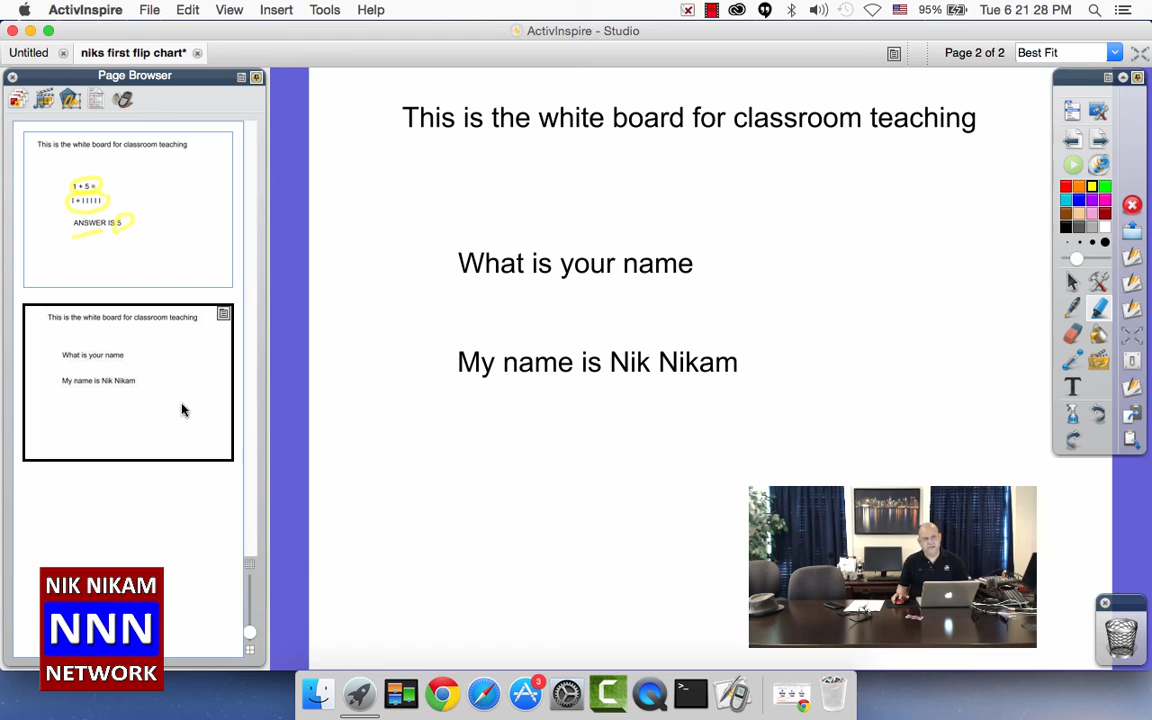 ActivInspire File Edit View Insert Tools Help 95% Tue 6 21 28 PM
ActivInspire - Studio
Untitled niks first flip chart* Page 2 of 2 Best Fit
Page Browser
This is the white board for classroom teaching
1 + 5 =
I + I I I I I
ANSWER IS 5
This is the white board for classroom teaching
What is your name
My name is Nik Nikam
This is the white board for classroom teaching
What is your name
My name is Nik Nikam
T
NIK NIKAM
NNN
NETWORK
3
C